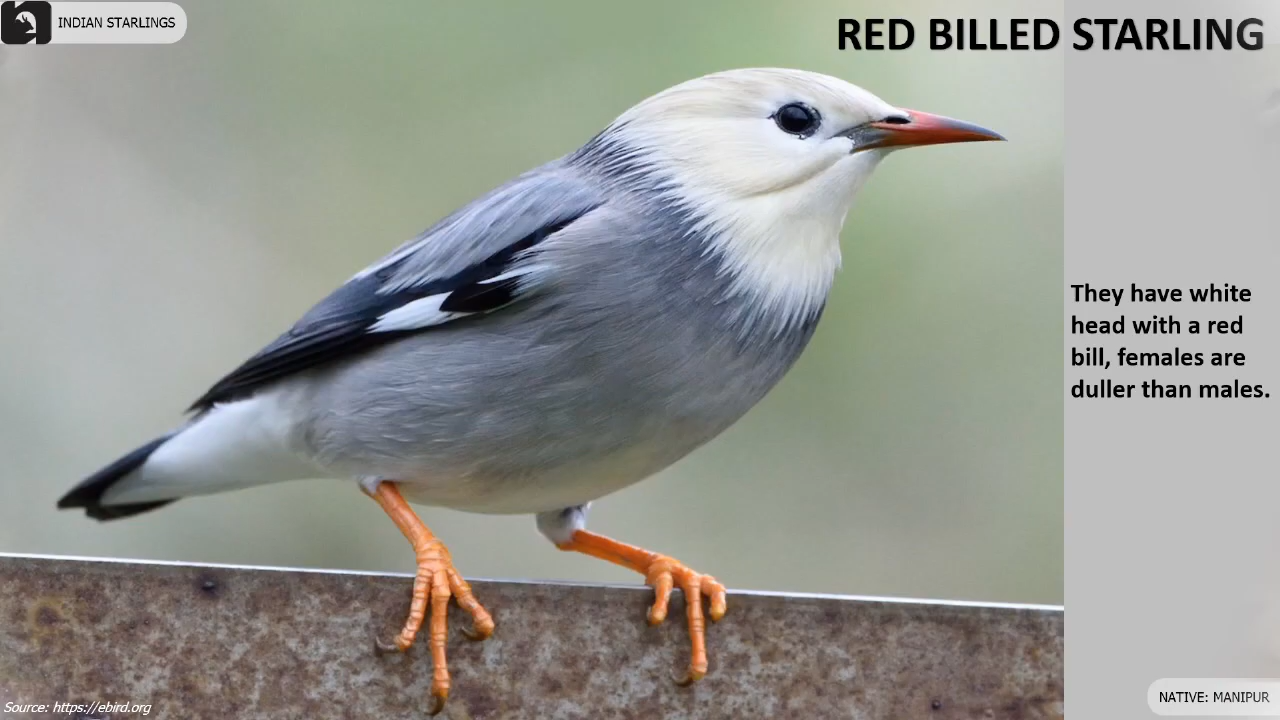 INDIAN STARLINGS
RED BILLED STARLING
They have white
head with a red
bill, females are
duller than males.
NATIVE: MANIPUR
Source: https://ebird.org